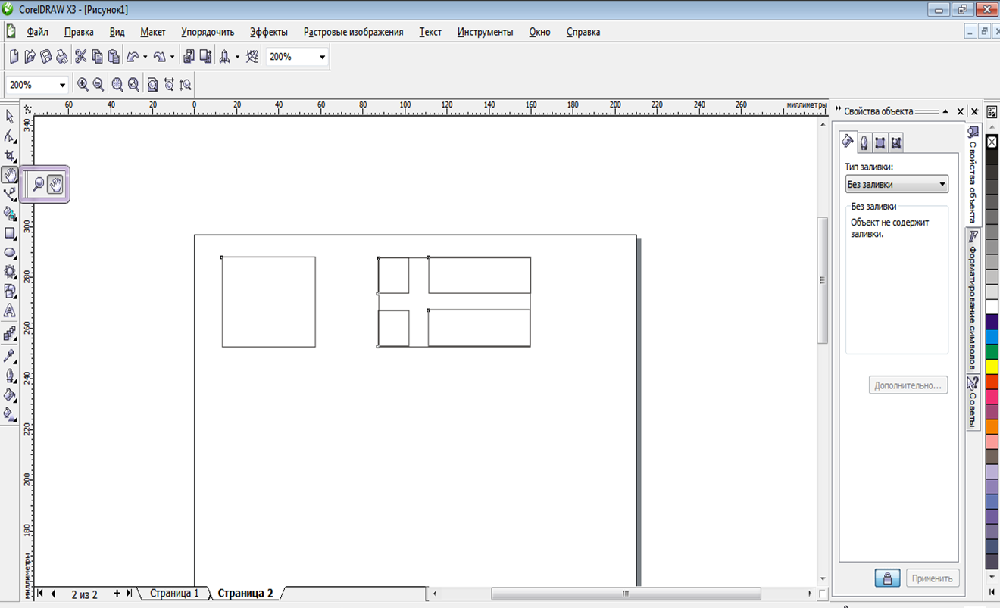 CorelDRAW X3 - [Рисунок1]
Файл Правка Вид Макет Упорядочить Эффекты Растровые изображения Текст Инструменты Окно Справка
200%
200%
60 40 20 0 20 40 60 80 100 120 140 160 180 200 220 240 260 миллиметры
340
300
280
260
240
220
200
180
миллиметры
Свойства объекта
Тип заливки:
Без заливки
Без заливки
Объект не содержит
заливки.
Дополнительно...
Применить
Свойства объекта
Форматирование символов
Советы
2 из 2
Страница 1
Страница 2